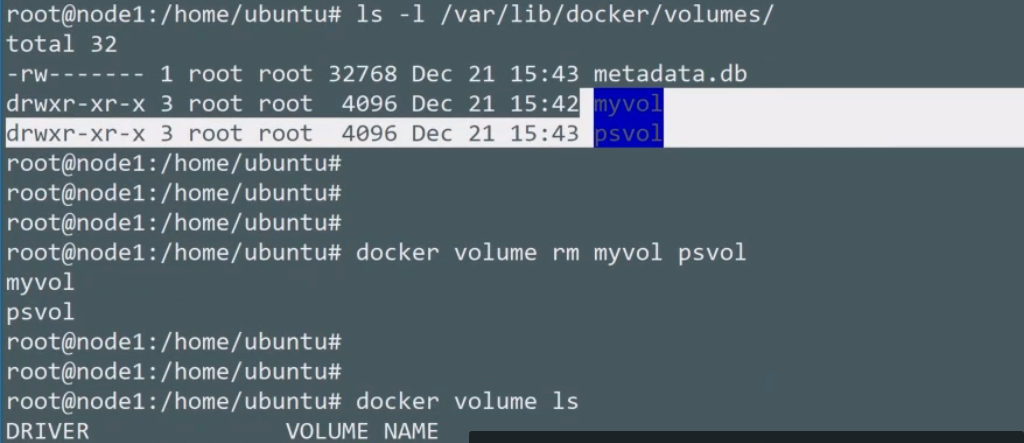 root@node1:/home/ubuntu# ls -l /var/lib/docker/volumes/
total 32
-rw------- 1 root root 32768 Dec 21 15:43 metadata.db
drwxr-xr-x 3 root root  4096 Dec 21 15:42 myvol
drwxr-xr-x 3 root root  4096 Dec 21 15:43 psvol
root@node1:/home/ubuntu#
root@node1:/home/ubuntu#
root@node1:/home/ubuntu#
root@node1:/home/ubuntu# docker volume rm myvol psvol
myvol
psvol
root@node1:/home/ubuntu#
root@node1:/home/ubuntu#
root@node1:/home/ubuntu# docker volume ls
DRIVER              VOLUME NAME